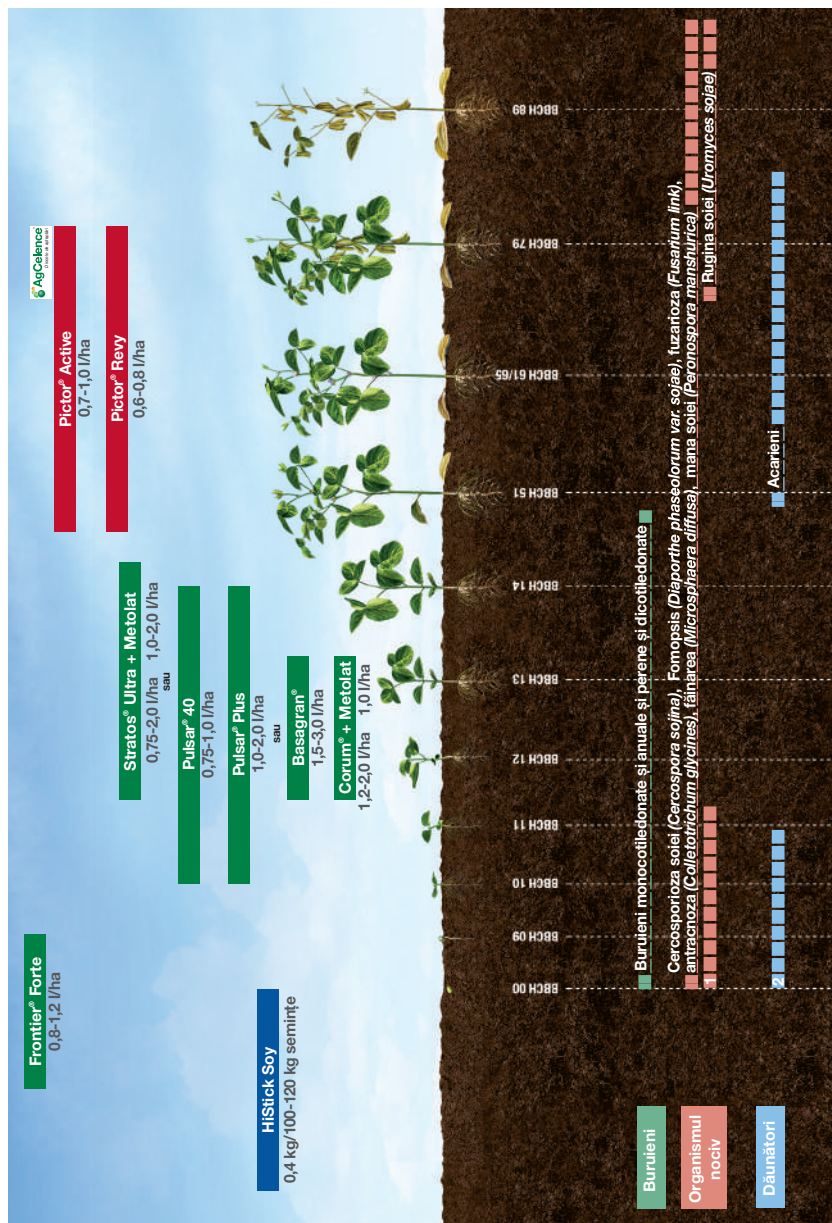 AgCelence®
Pictor® Active
0,7-1,0 l/ha
Pictor® Revy
0,6-0,8 l/ha
Stratos® Ultra + Metolat
0,75-2,0 l/ha 1,0-2,0 l/ha
sau
Pulsar® 40
0,75-1,0 l/ha
Pulsar® Plus
1,0-2,0 l/ha
sau
Basagran®
1,5-3,0 l/ha
Corum® + Metolat
1,2-2,0 l/ha 1,0 l/ha
Frontier® Forte
0,8-1,2 l/ha
HiStick Soy
0,4 kg/100-120 kg semințe
BBCH 00
BBCH 09
BBCH 10
BBCH 11
BBCH 12
BBCH 13
BBCH 14
BBCH 51
BBCH 61/65
BBCH 79
BBCH 89
Buruieni
Buruieni monocotiledonate și anuale și perene și dicotiledonate
Organismul
nociv
Cercosporioza soiei (Cercospora sojina), Fomopsis (Diaporthe phaseolorum var. sojae), fuzarioza (Fusarium link),
antracnoza (Colletotrichum glycines), făinarea (Microsphaera diffusa), mana soiei (Peronospora manshurica)
1
Rugina soiei (Uromyces sojae)
Dăunători
2
Acarieni